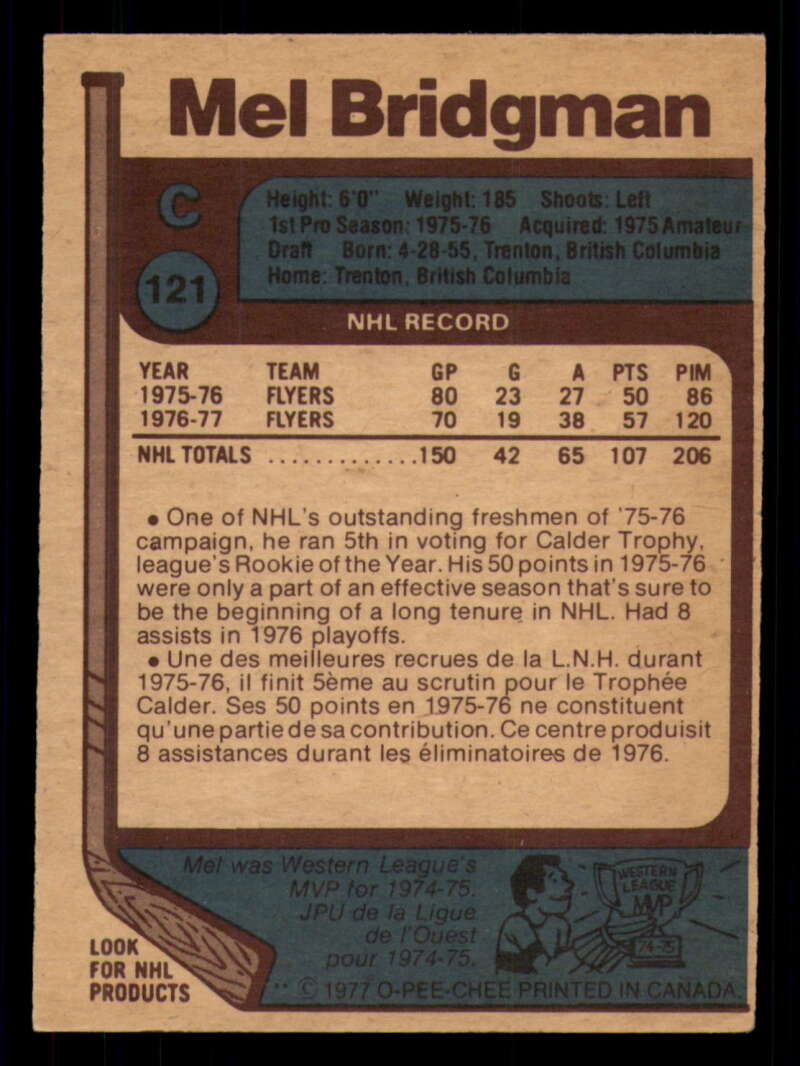 Mel Bridgman
C
Height: 6'0" Weight: 185 Shoots: Left
1st Pro Season: 1975-76 Acquired: 1975 Amateur
Draft Born: 4-28-55, Trenton, British Columbia
Home: Trenton, British Columbia
121
NHL RECORD
YEAR TEAM GP G A PTS PIM
1975-76 FLYERS 80 23 27 50 86
1976-77 FLYERS 70 19 38 57 120
NHL TOTALS .............150 42 65 107 206
• One of NHL's outstanding freshmen of '75-76
campaign, he ran 5th in voting for Calder Trophy,
league's Rookie of the Year. His 50 points in 1975-76
were only a part of an effective season that's sure to
be the beginning of a long tenure in NHL. Had 8
assists in 1976 playoffs.
• Une des meilleures recrues de la L.N.H. durant
1975-76, il finit 5ème au scrutin pour le Trophée
Calder. Ses 50 points en 1975-76 ne constituent
qu'une partie de sa contribution. Ce centre produisit
8 assistances durant les éliminatoires de 1976.
Mel was Western League's
MVP for 1974-75.
JPU de la Ligue
de l'Ouest
pour 1974-75.
WESTERN
LEAGUE
MVP
74-75
LOOK
FOR NHL
PRODUCTS
** © 1977 O-PEE-CHEE PRINTED IN CANADA.